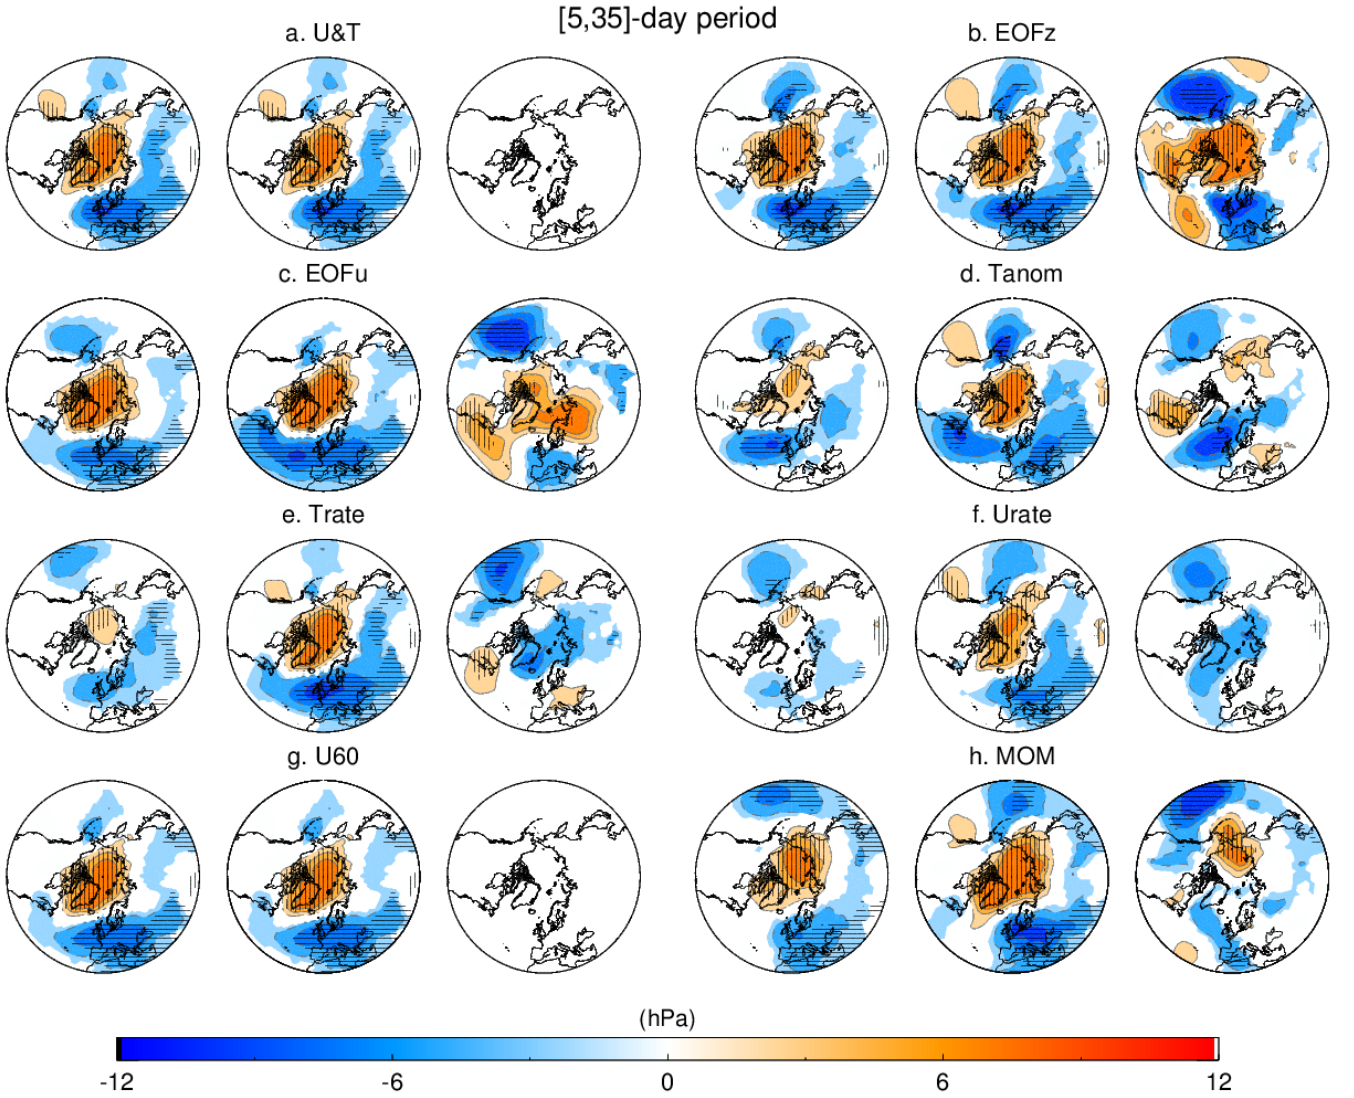 [5,35]-day period
a. U&T
b. EOFz
c. EOFu
d. Tanom
e. Trate
f. Urate
g. U60
h. MOM
(hPa)
-12 -6 0 6 12